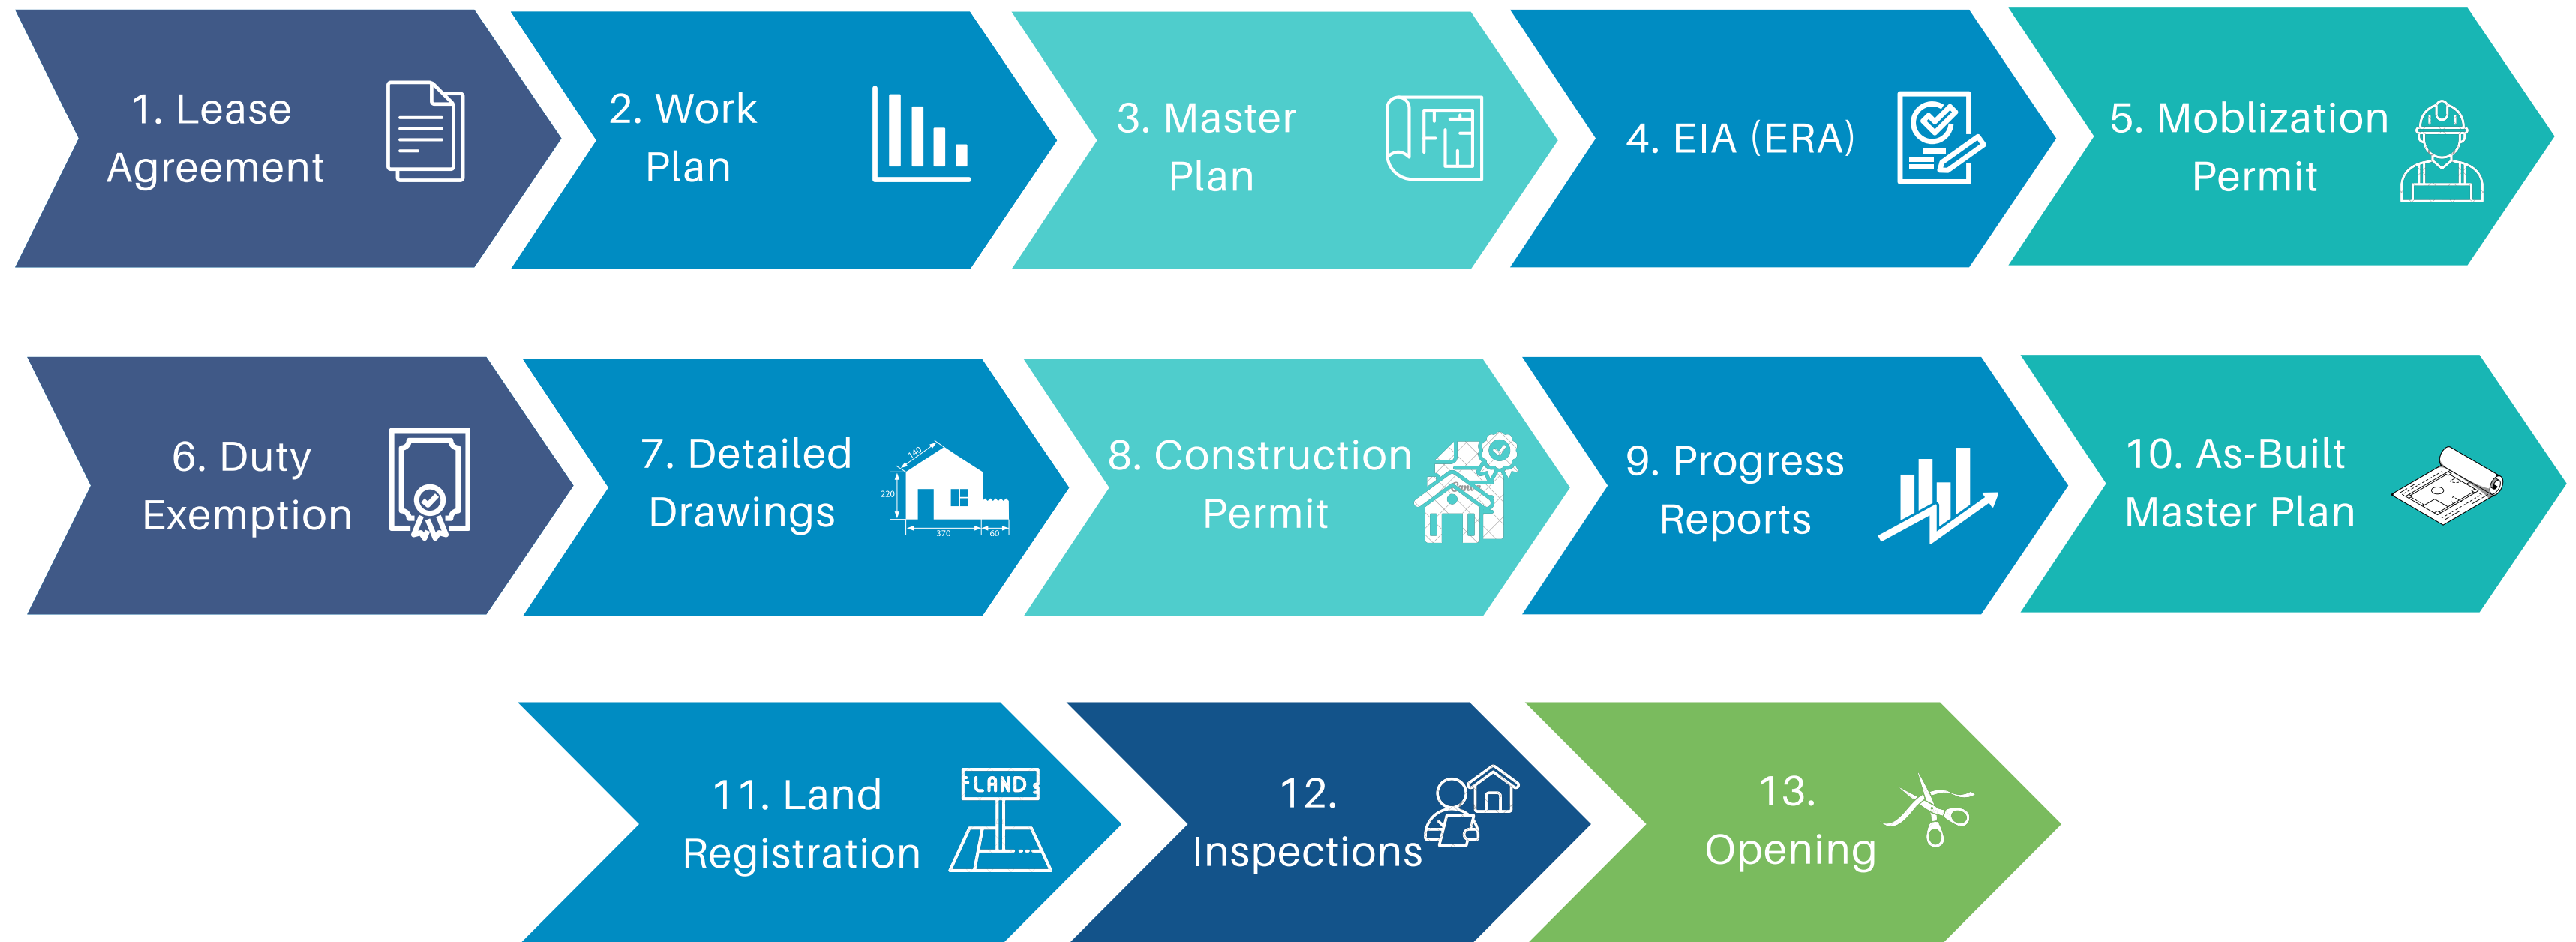 1. Lease
Agreement
2. Work
Plan
3. Master
Plan
4. EIA (ERA)
5. Moblization
Permit
6. Duty
Exemption
7. Detailed
Drawings
140
220
370
60
8. Construction
Permit
Canva
9. Progress
Reports
10. As-Built
Master Plan
11. Land
Registration
LAND
12.
Inspections
13.
Opening